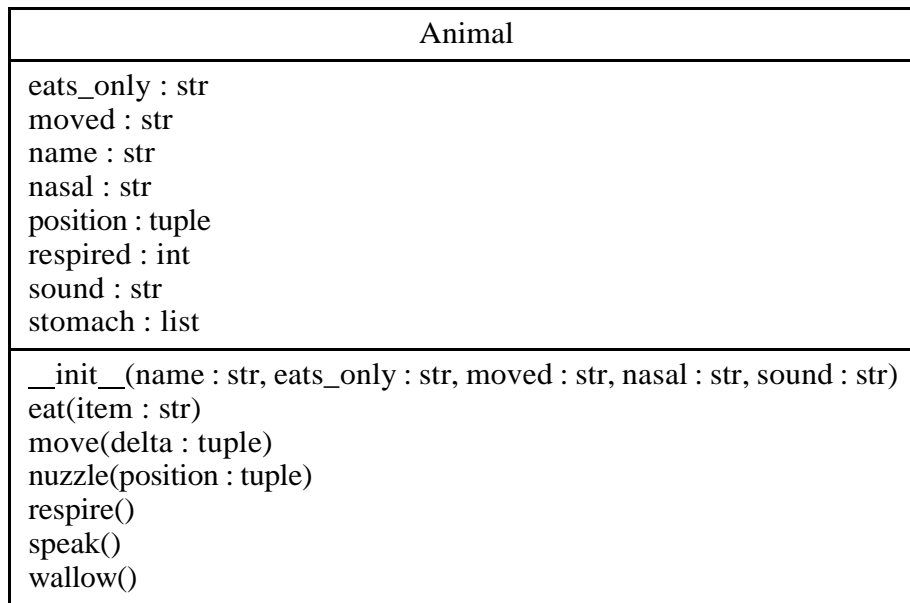 Animal
eats_only : str
moved : str
name : str
nasal : str
position : tuple
respired : int
sound : str
stomach : list
__init__(name : str, eats_only : str, moved : str, nasal : str, sound : str)
eat(item : str)
move(delta : tuple)
nuzzle(position : tuple)
respire()
speak()
wallow()